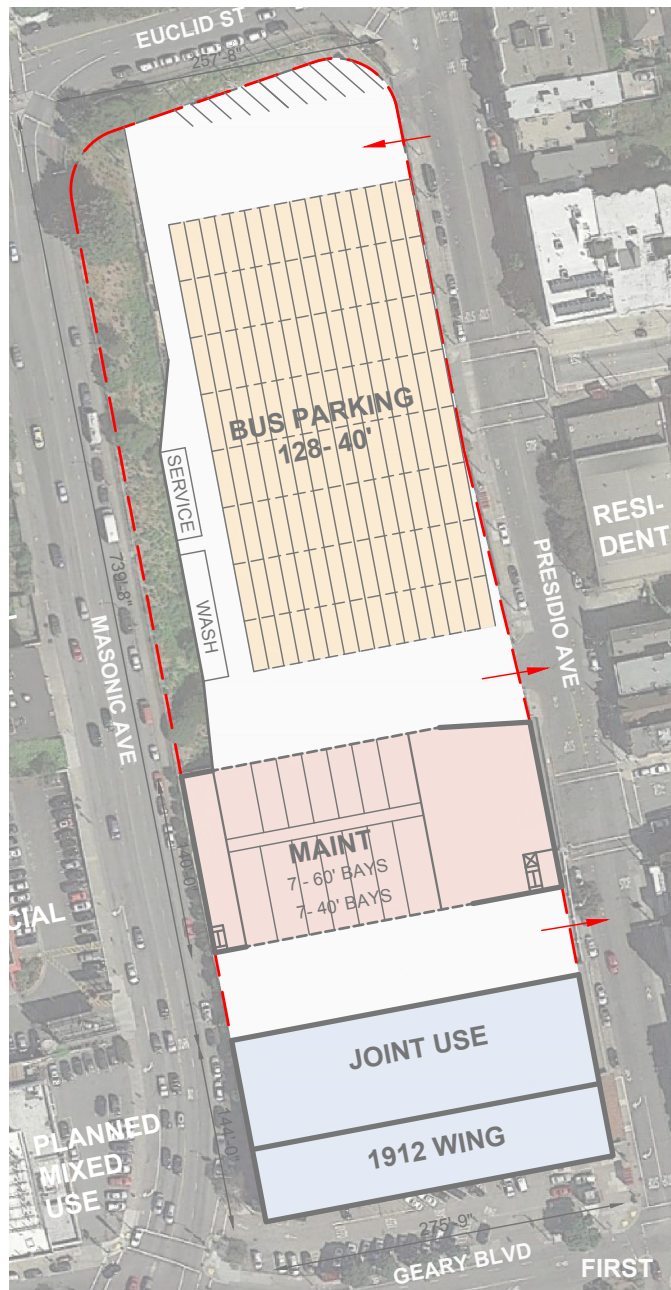 EUCLID ST
257'-8"
BUS PARKING
128- 40'
SERVICE
WASH
RESI-
DENT
PRESIDIO AVE
739'-8"
MASONIC AVE
MAINT
7 - 60' BAYS
7- 40' BAYS
140'-0"
CIAL
JOINT USE
1912 WING
PLANNED
MIXED
USE
144'-0"
275'-9"
GEARY BLVD
FIRST